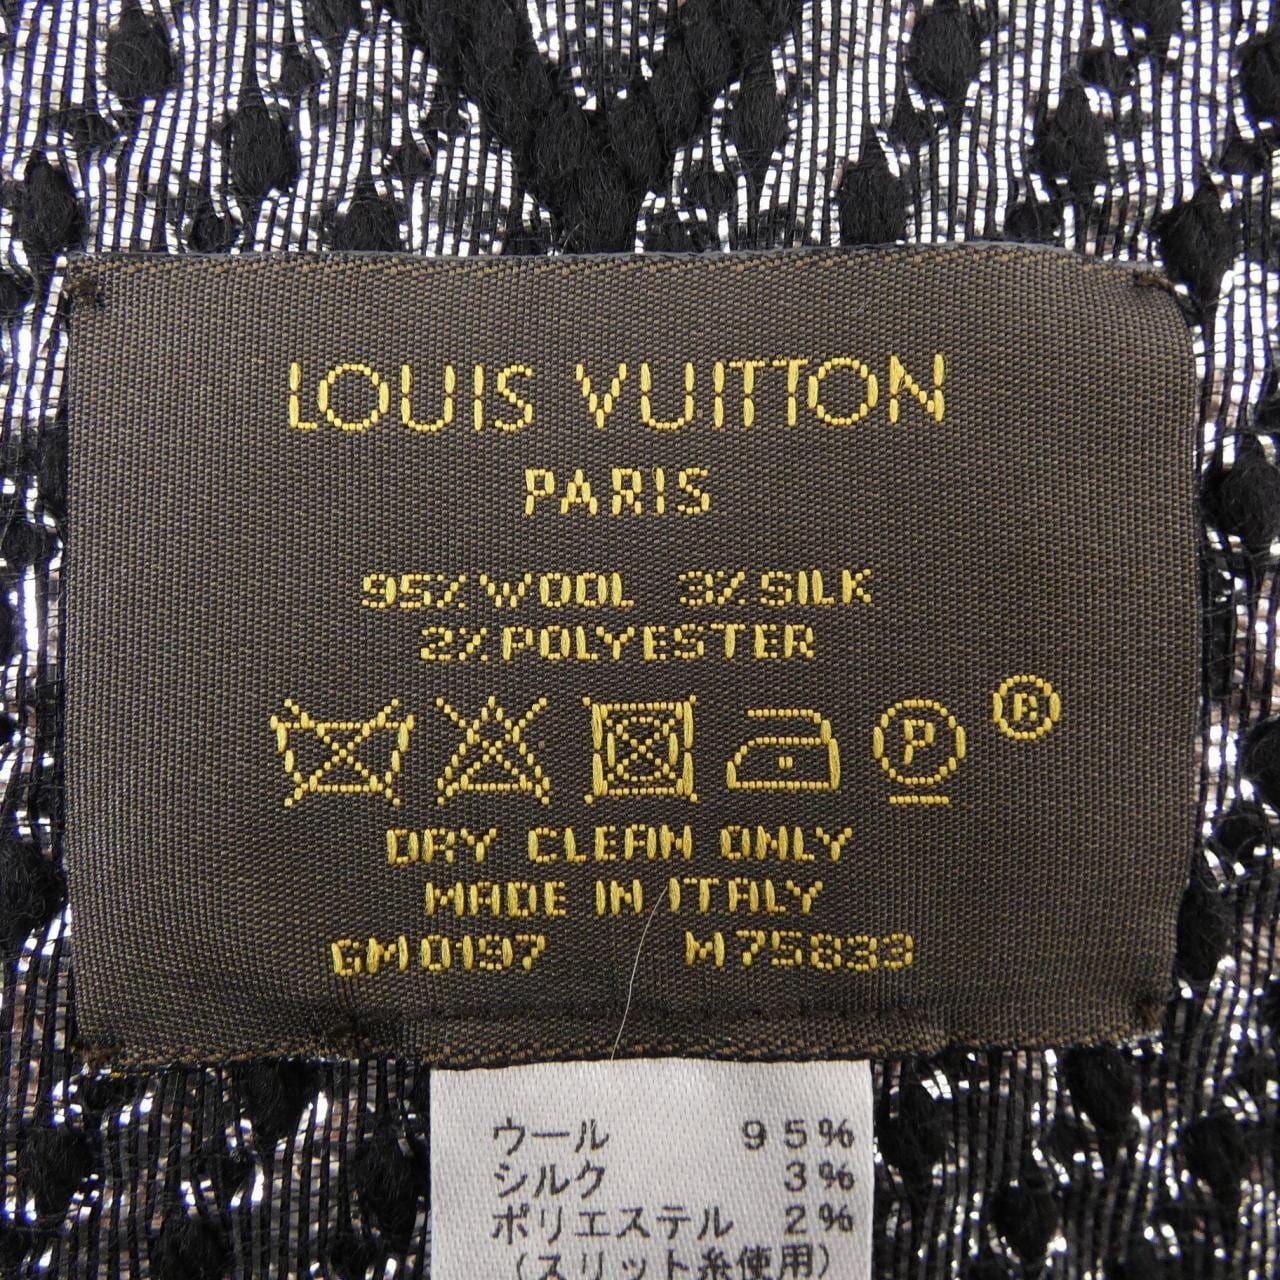 LOUIS VUITTON
PARIS
95% WOOL 3% SILK
2% POLYESTER
P ®
DRY CLEAN ONLY
MADE IN ITALY
GM0197 M75833
ウール 95%
シルク 3%
ポリエステル 2%
(スリット糸使用)